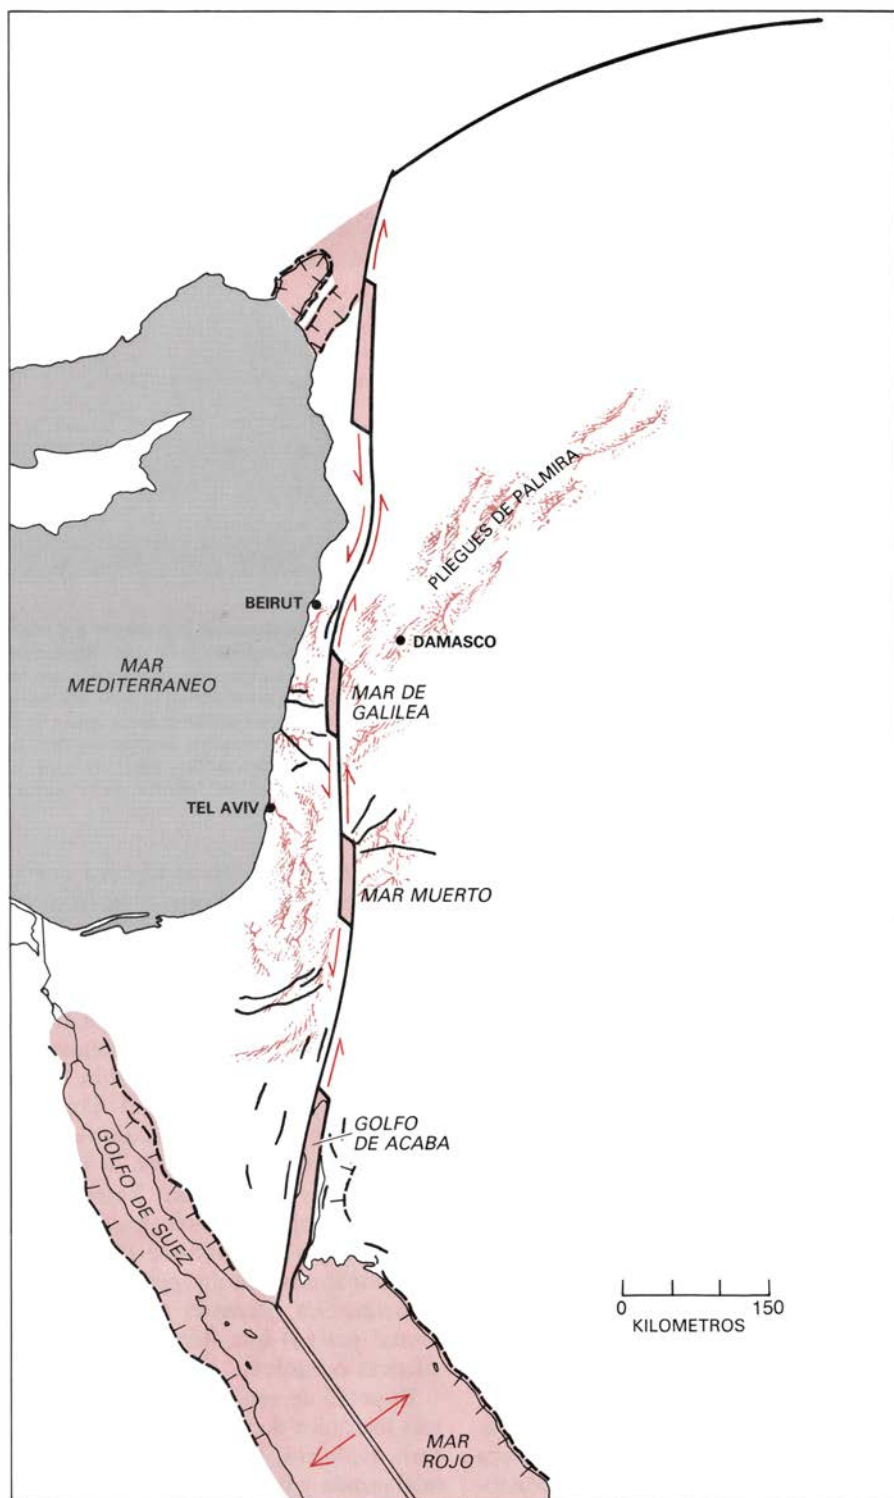 PLIEGUES DE PALMIRA
BEIRUT
DAMASCO
MAR
MEDITERRANEO
MAR DE
GALILEA
TEL AVIV
MAR MUERTO
GOLFO
DE ACABA
GOLFO DE SUEZ
0 150
KILOMETROS
MAR
ROJO